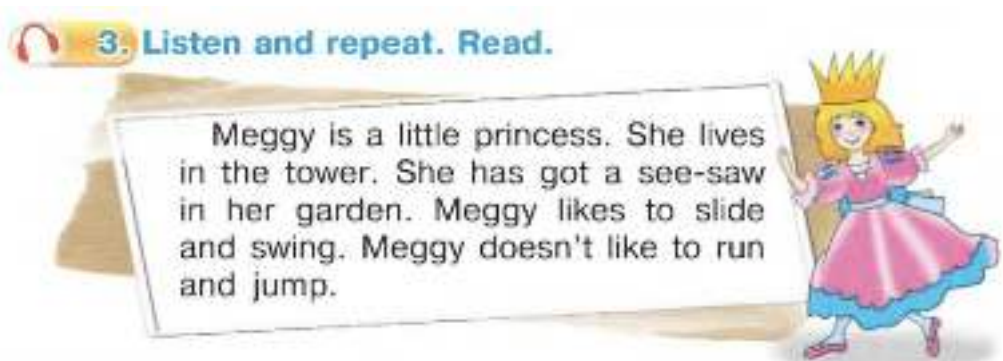 3. Listen and repeat. Read.
Meggy is a little princess. She lives
in the tower. She has got a see-saw
in her garden. Meggy likes to slide
and swing. Meggy doesn't like to run
and jump.